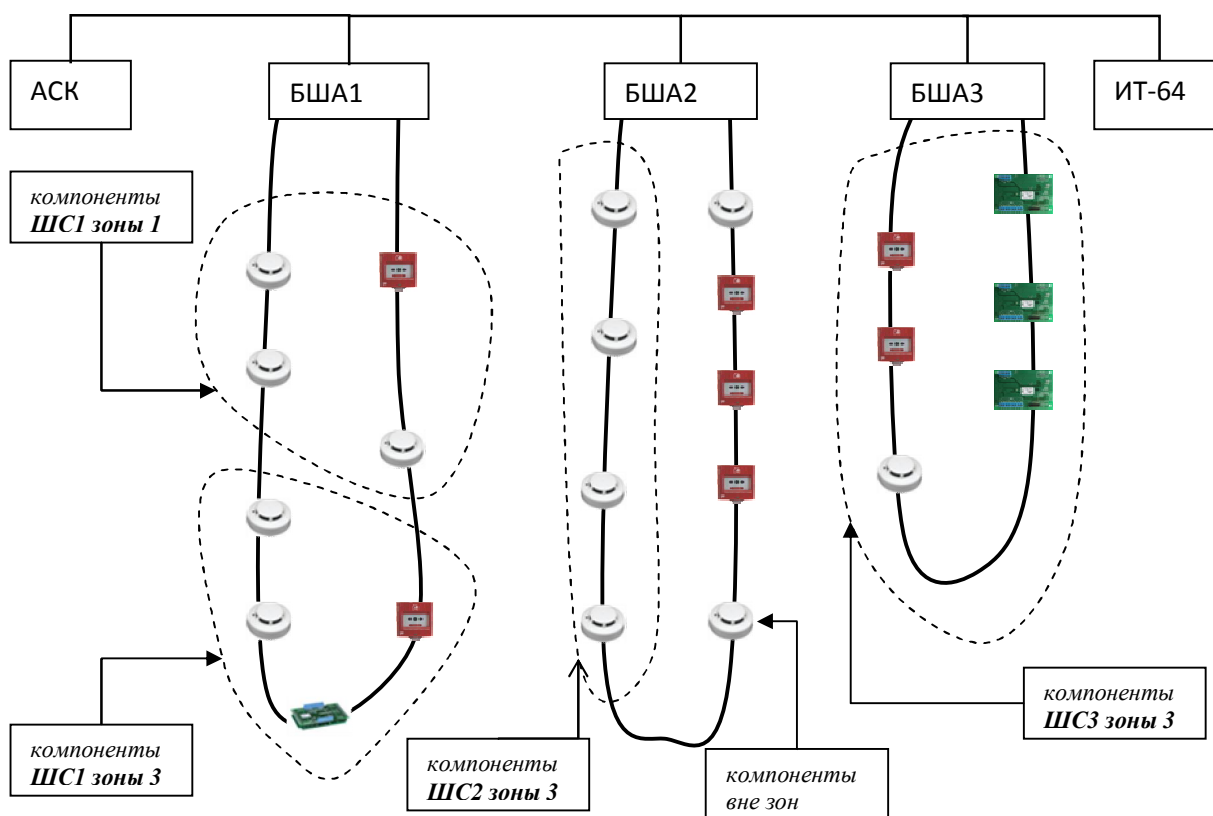 АСК
БША1
БША2
БША3
ИТ-64
компоненты
ШС1 зоны 1
компоненты
ШС1 зоны 3
компоненты
ШС2 зоны 3
компоненты
вне зон
компоненты
ШС3 зоны 3